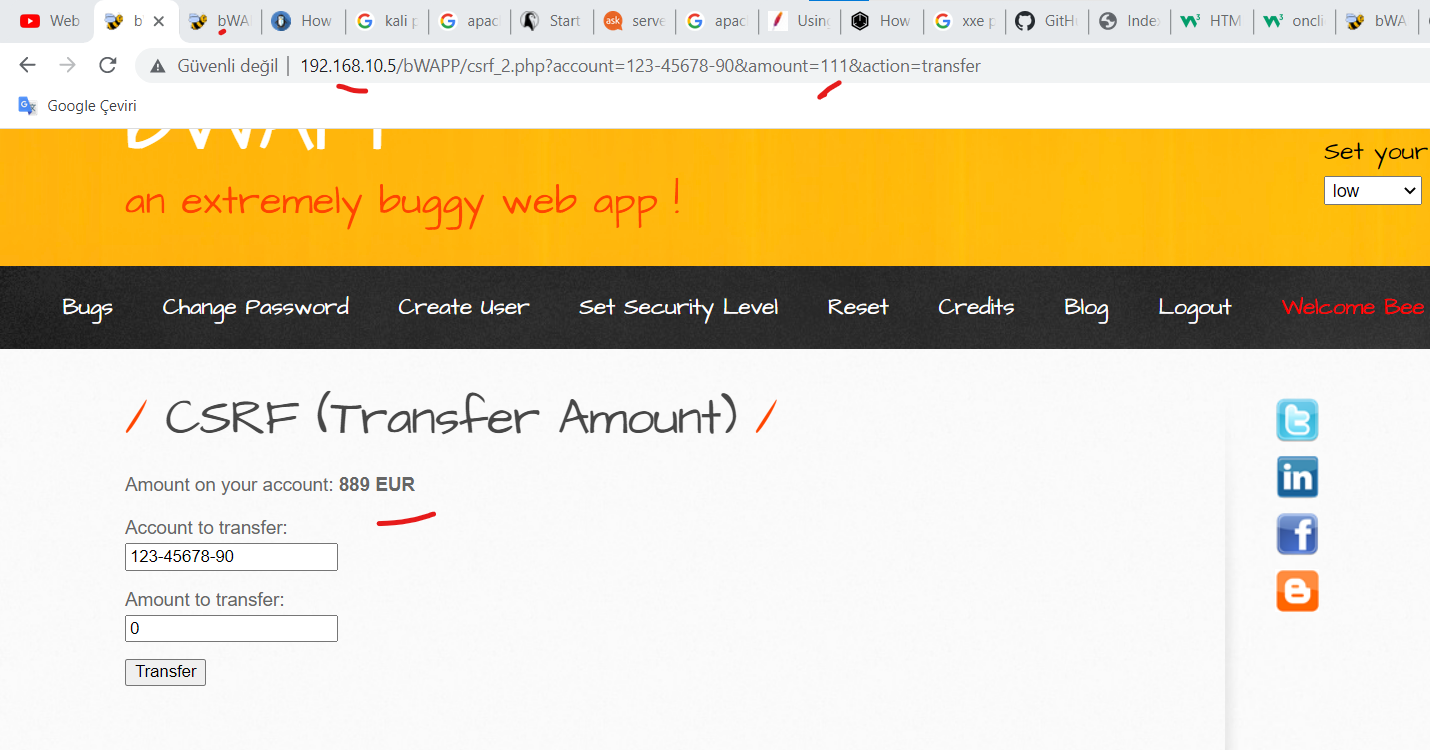 Web
b
bWA
How
kali p
apac
Start
ask
serve
apac
Using
How
xxe p
GitH
Index
HTM
oncli
bWA
Güvenli değil | 192.168.10.5/bWAPP/csrf_2.php?account=123-45678-90&amount=111&action=transfer
Google Çeviri
bWAPP
Set your
an extremely buggy web app !
low
Bugs Change Password Create User Set Security Level Reset Credits Blog Logout Welcome Bee
/ CSRF (Transfer Amount) /
Amount on your account: 889 EUR
Account to transfer:
123-45678-90
Amount to transfer:
0
Transfer